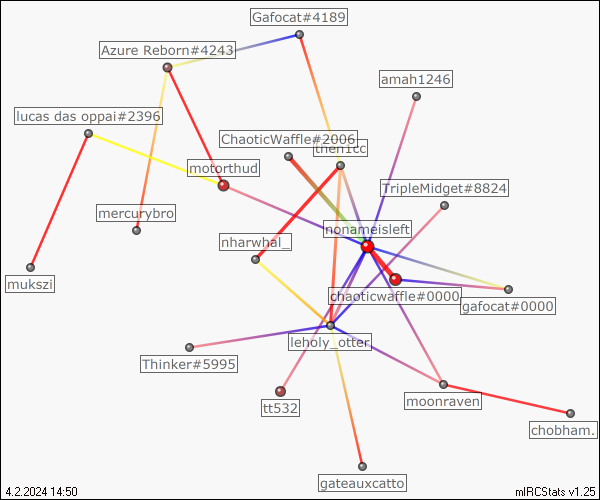 Gafocat#4189
Azure Reborn#4243
amah1246
lucas das oppai#2396
ChaoticWaffle#2006
then1cc
motorthud
TripleMidget#8824
mercurybro
nonameisleft
nharwhal_
mukszi
chaoticwaffle#0000
gafocat#0000
leholy_otter
Thinker#5995
tt532
moonraven
chobham.
gateauxcatto
4.2.2024 14:50
mIRCStats v1.25